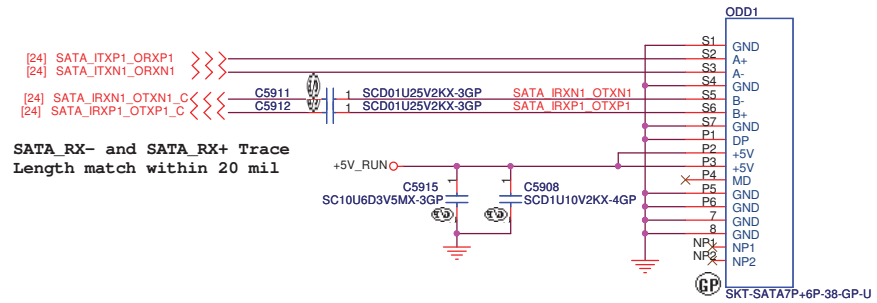 ODD1
[24] SATA_ITXP1_ORXP1
[24] SATA_ITXN1_ORXN1
[24] SATA_IRXN1_OTXN1_C C5911 1 SCD01U25V2KX-3GP SATA_IRXN1_OTXN1
[24] SATA_IRXP1_OTXP1_C C5912 1 SCD01U25V2KX-3GP SATA_IRXP1_OTXP1
S1 GND
S2 A+
S3 A-
S4 GND
S5 B-
S6 B+
S7 GND
P1 DP
P2 +5V
P3 +5V
P4 MD
P5 GND
P6 GND
7 GND
8 GND
NP1 NP1
NP2 NP2
SATA_RX- and SATA_RX+ Trace
Length match within 20 mil
+5V_RUN
1 C5915
SC10U6D3V5MX-3GP
1 C5908
SCD1U10V2KX-4GP
GP
SKT-SATA7P+6P-38-GP-U